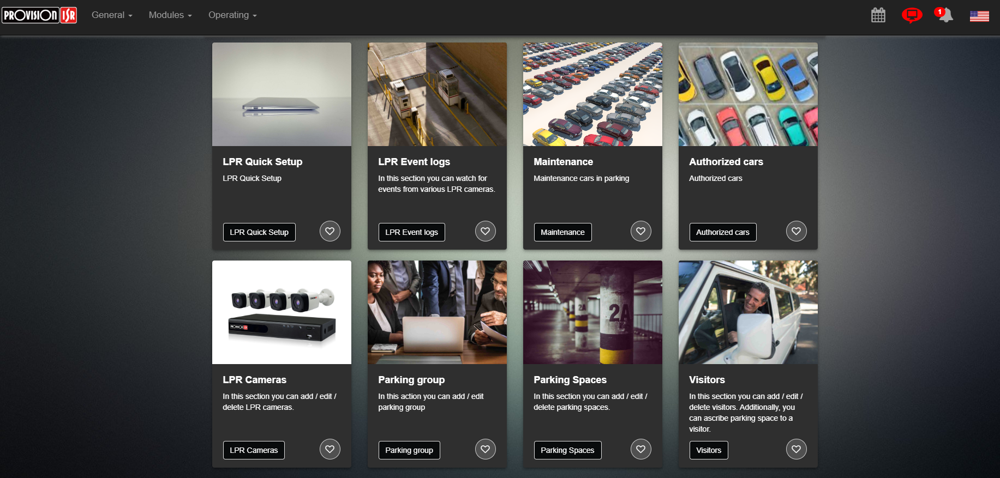 PROVISION ISR
General
Modules
Operating
1
LPR Quick Setup
LPR Quick Setup
LPR Quick Setup
LPR Event logs
In this section you can watch for
events from various LPR cameras.
LPR Event logs
Maintenance
Maintenance cars in parking
Maintenance
Authorized cars
Authorized cars
Authorized cars
PROVISION ISR
LPR Cameras
In this section you can add / edit /
delete LPR cameras.
LPR Cameras
Parking group
In this action you can add / edit
parking group
Parking group
2A
2A
Parking Spaces
In this section you can add / edit /
delete parking spaces.
Parking Spaces
Visitors
In this section you can add / edit /
delete visitors. Additionally, you
can ascribe parking space to a
visitor.
Visitors